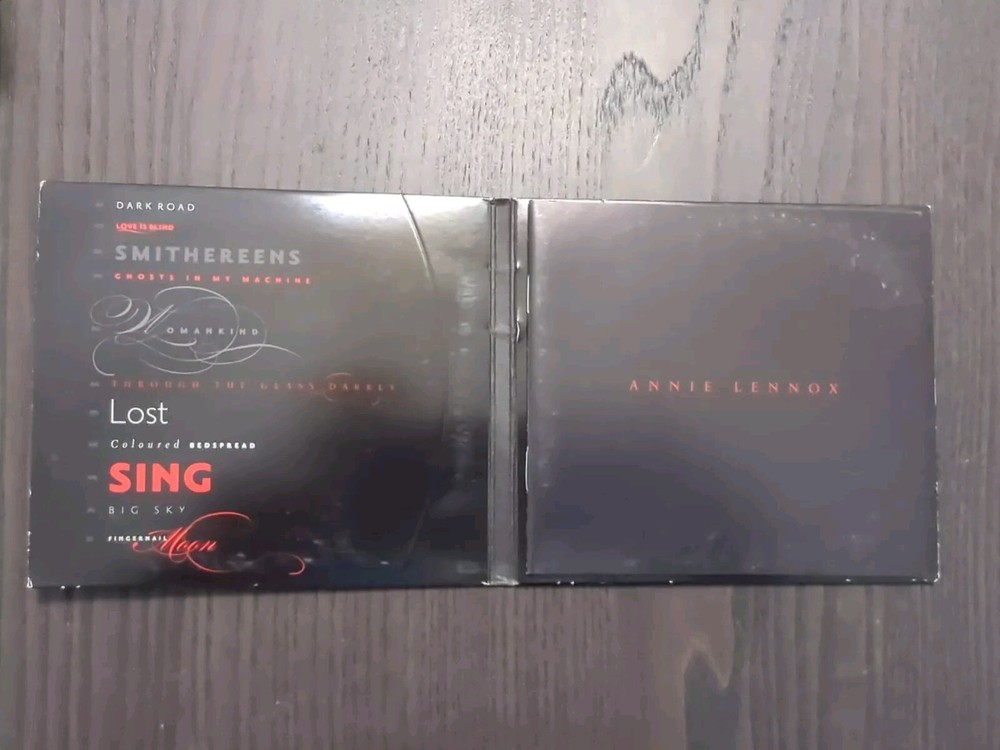 DARK ROAD
LOVE IS BLIND
SMITHEREENS
GHOSTS IN MY MACHINE
WOMANKIND
THROUGH THE GLASS DARKLY
Lost
Coloured BEDSPREAD
SING
BIG SKY
FINGERNAIL Moon
ANNIE LENNOX